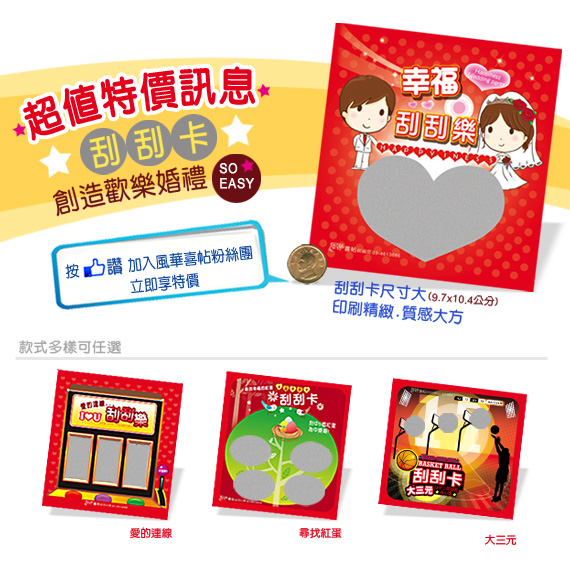 超值特價訊息
刮刮卡
創造歡樂婚禮
SO
EASY
幸福
刮刮樂
按 讚 加入風華喜帖粉絲團
立即享特價
刮刮卡尺寸大(9.7x10.4公分)
印刷精緻.質感大方
款式多樣可任選
愛的連線
I U 刮刮樂
刮刮卡
BASKET BALL
刮刮卡
大三元
愛的連線
尋找紅蛋
大三元